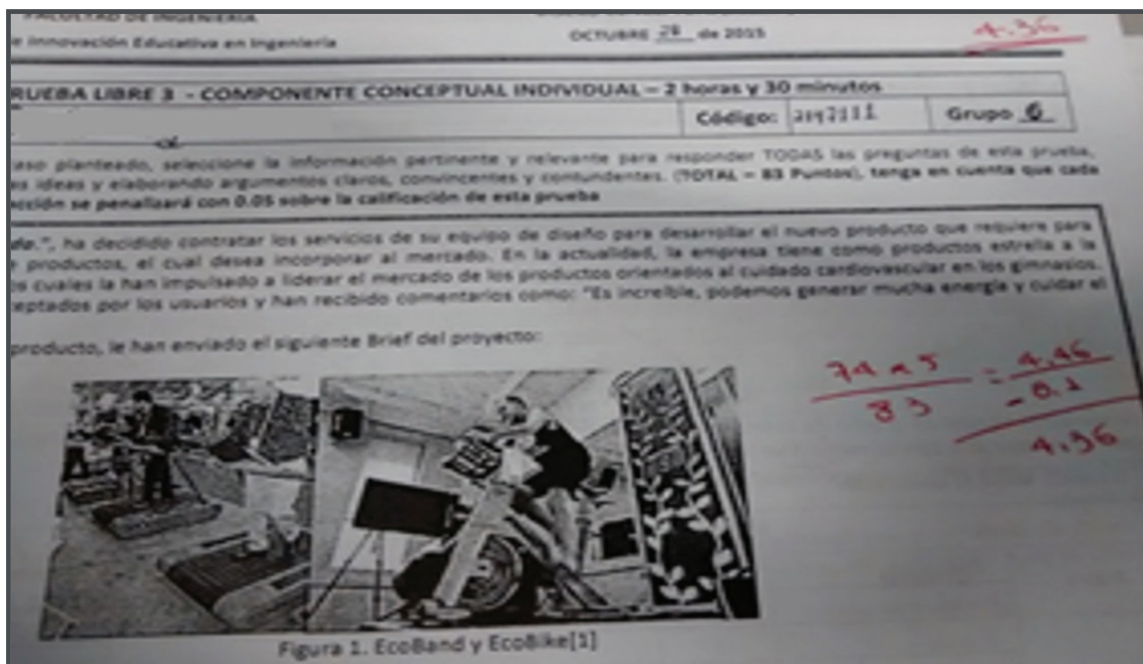 FACULTAD DE INGENIERÍA
OCTUBRE 28 de 2015
4.36
e Innovación Educativa en Ingeniería
RUEBA LIBRE 3 - COMPONENTE CONCEPTUAL INDIVIDUAL – 2 horas y 30 minutos
Código: Grupo 6
aso planteado, seleccione la información pertinente y relevante para responder TODAS las preguntas de esta prueba,
as ideas y elaborando argumentos claros, convincentes y contundentes. (TOTAL = 83 Puntos), tenga en cuenta que cada
cción se penalizará con 0.05 sobre la calificación de esta prueba
da.", ha decidido contratar los servicios de su equipo de diseño para desarrollar el nuevo producto que requiere para
productos, el cual desea incorporar al mercado. En la actualidad, la empresa tiene como productos estrella a la
os cuales la han impulsado a liderar el mercado de los productos orientados al cuidado cardiovascular en los gimnasios.
eptados por los usuarios y han recibido comentarios como: "Es increíble, podemos generar mucha energía y cuidar el
producto, le han enviado el siguiente Brief del proyecto:
74 x 5 = 4.46
83 - 0.1
4.36
Figura 1. EcoBand y EcoBike[1]